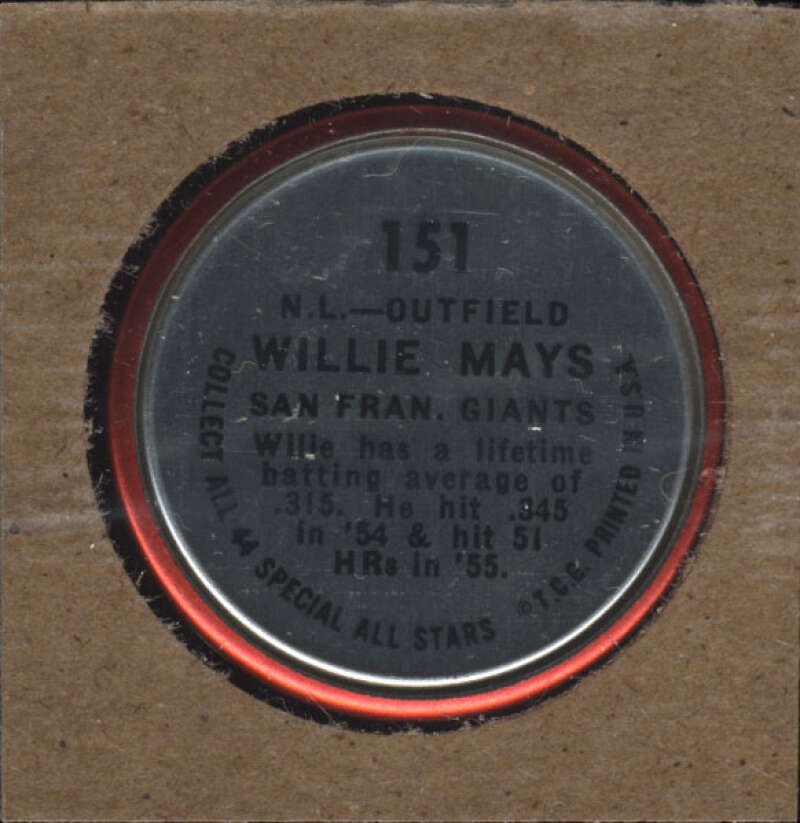 151
N.L.—OUTFIELD
WILLIE MAYS
SAN FRAN. GIANTS
Willie has a lifetime
batting average of
.315. He hit .345
in '54 & hit 51
HRs in '55.
COLLECT ALL 44 SPECIAL ALL STARS
©T.C.G. PRINTED IN U.S.A.